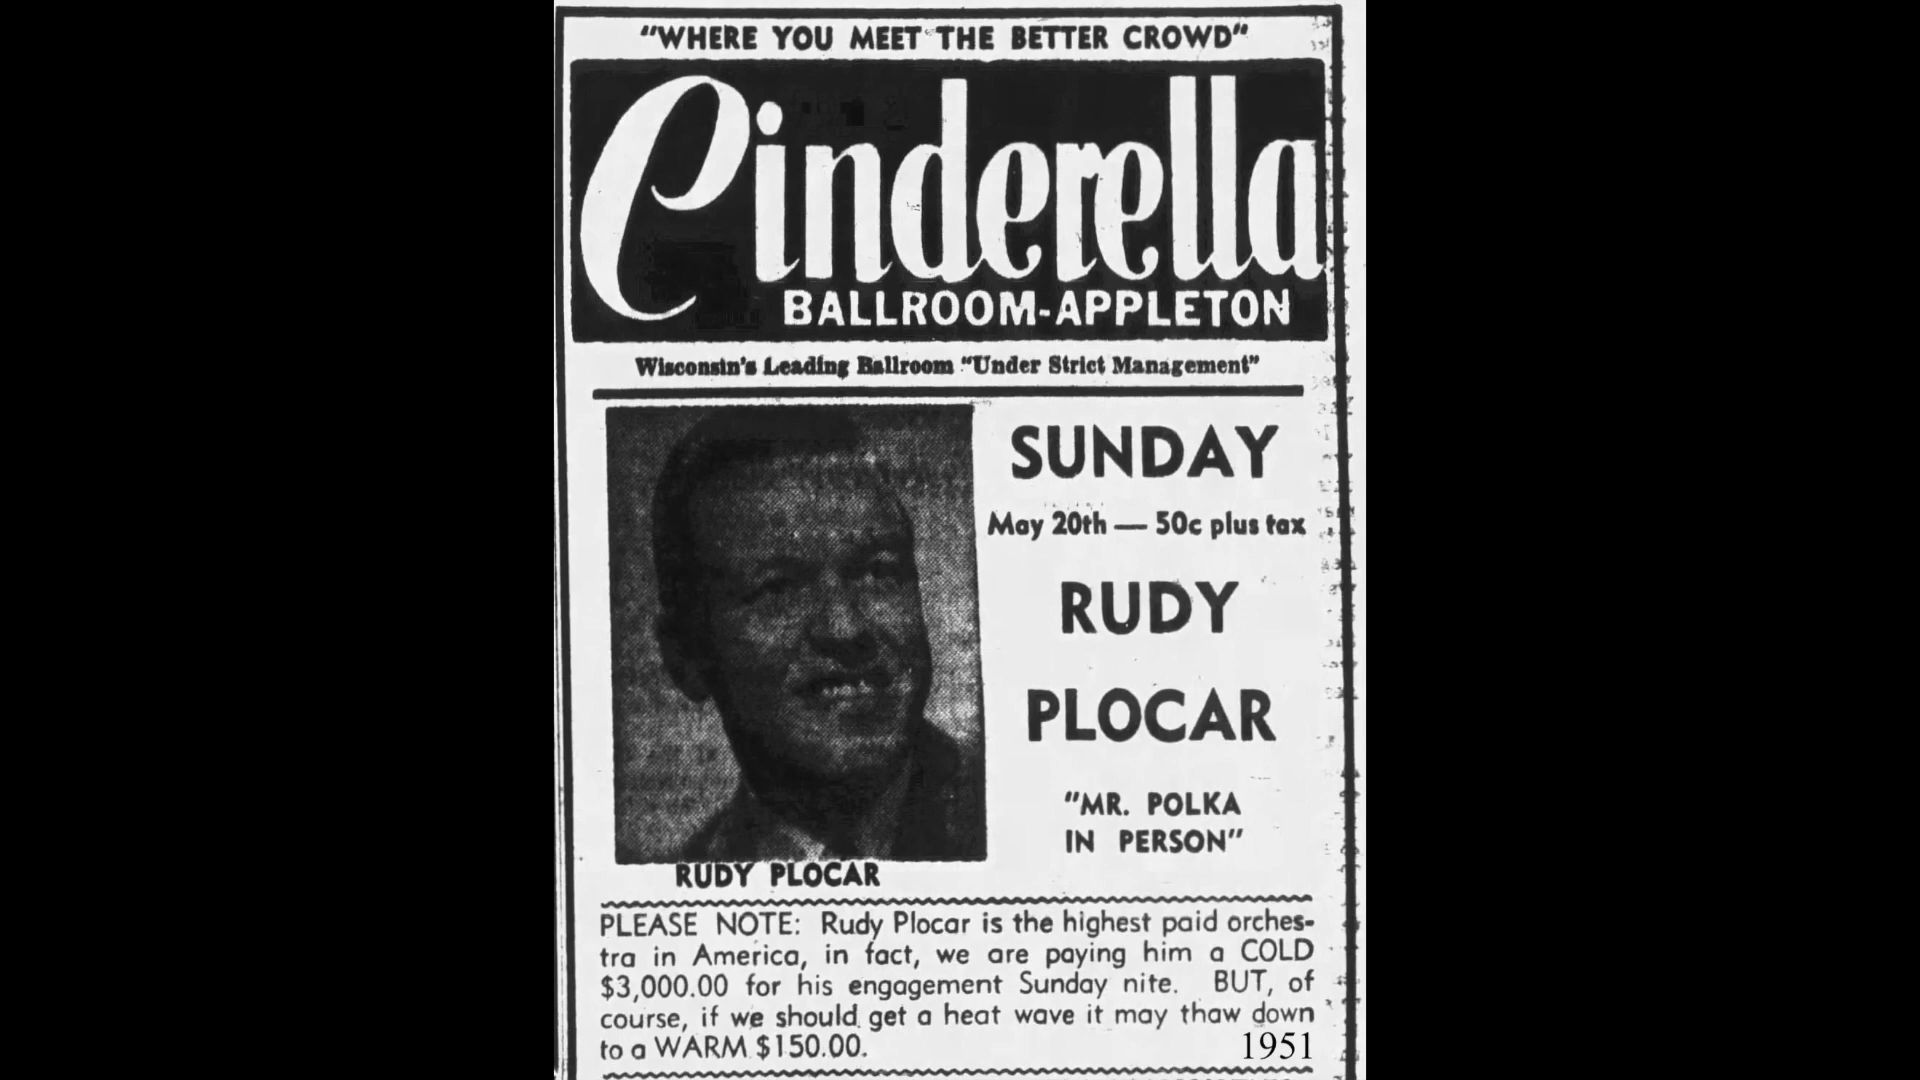 "WHERE YOU MEET THE BETTER CROWD"
Cinderella
BALLROOM-APPLETON
Wisconsin's Leading Ballroom "Under Strict Management"
SUNDAY
May 20th — 50c plus tax
RUDY
PLOCAR
"MR. POLKA
IN PERSON"
RUDY PLOCAR
PLEASE NOTE: Rudy Plocar is the highest paid orches-
tra in America, in fact, we are paying him a COLD
$3,000.00 for his engagement Sunday nite. BUT, of
course, if we should get a heat wave it may thaw down
to a WARM $150.00.
1951